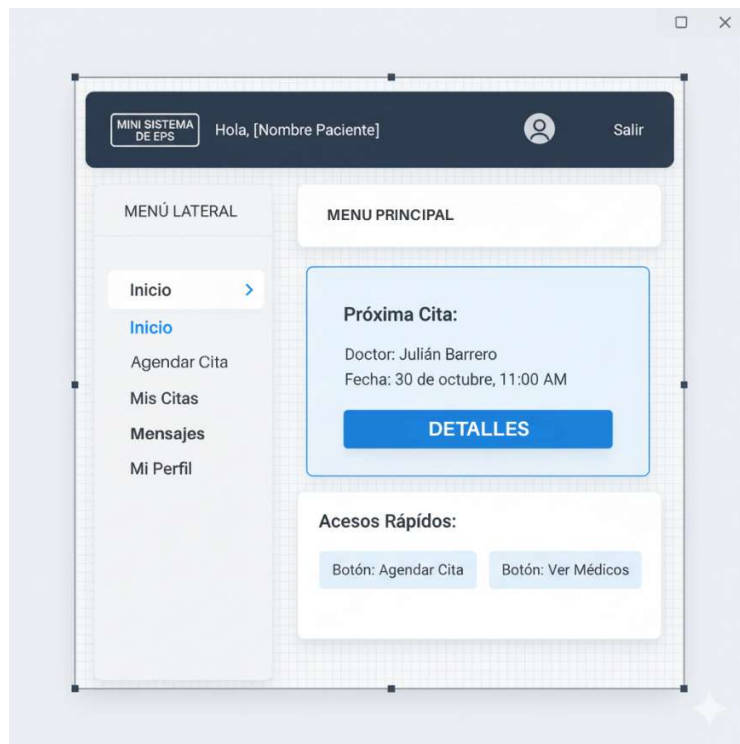 MINI SISTEMA
DE EPS
Hola, [Nombre Paciente]
Salir
MENÚ LATERAL
Inicio
Inicio
Agendar Cita
Mis Citas
Mensajes
Mi Perfil
MENU PRINCIPAL
Próxima Cita:
Doctor: Julián Barrero
Fecha: 30 de octubre, 11:00 AM
DETALLES
Acesos Rápídos:
Botón: Agendar Cita
Botón: Ver Médicos